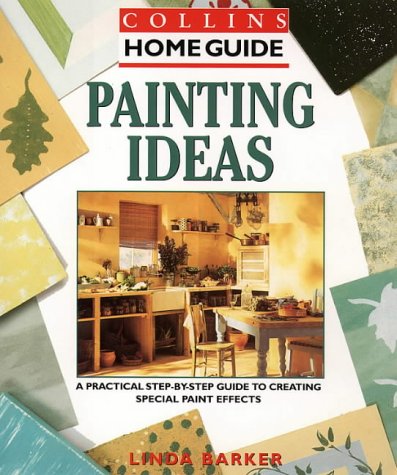 COLLINS
HOME GUIDE
PAINTING
IDEAS
A PRACTICAL STEP-BY-STEP GUIDE TO CREATING
SPECIAL PAINT EFFECTS
LINDA BARKER